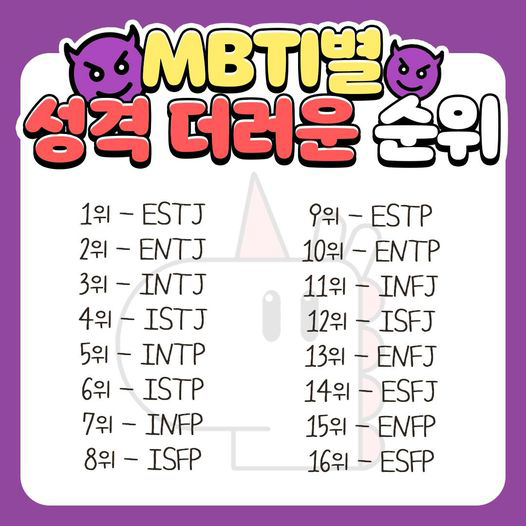 MBTI별
성격 더러운 순위
1위 - ESTJ
2위 - ENTJ
3위 - INTJ
4위 - ISTJ
5위 - INTP
6위 - ISTP
7위 - INFP
8위 - ISFP
9위 - ESTP
10위 - ENTP
11위 - INFJ
12위 - ISFJ
13위 - ENFJ
14위 - ESFJ
15위 - ENFP
16위 - ESFP